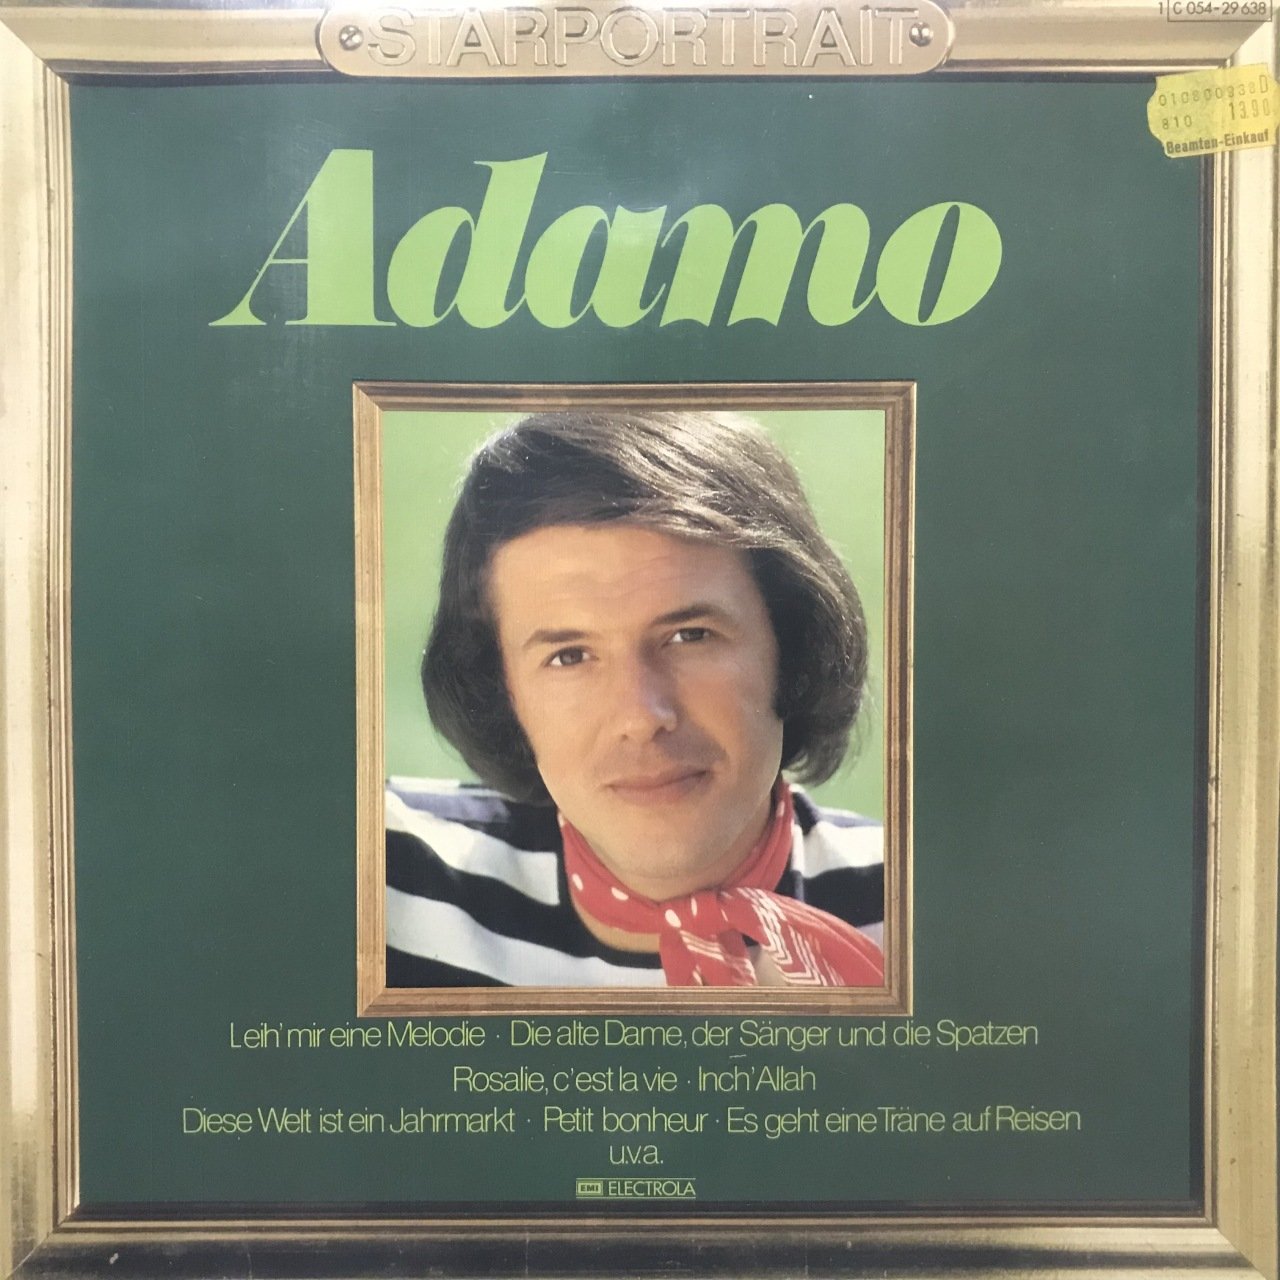 STARPORTRAIT
1 C 054-29 638
010800938D
810 13.90
Beamten-Einkauf
Adamo
Leih' mir eine Melodie · Die alte Dame, der Sänger und die Spatzen
Rosalie, c'est la vie · Inch'Allah
Diese Welt ist ein Jahrmarkt · Petit bonheur · Es geht eine Träne auf Reisen
u.v.a.
EMI ELECTROLA